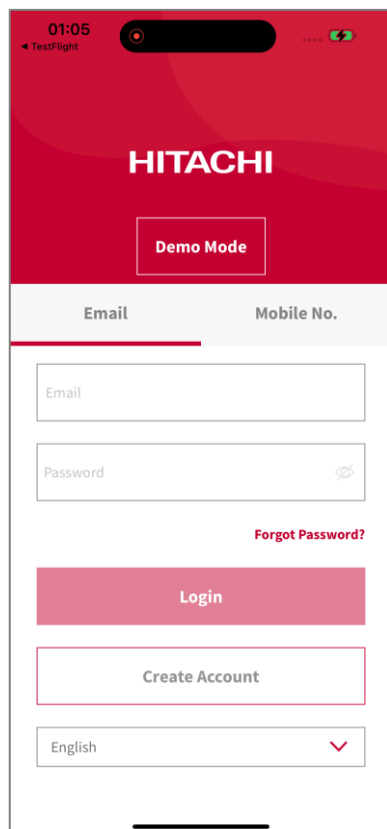 01:05
◀ TestFlight
HITACHI
Demo Mode
Email
Mobile No.
Email
Password
Forgot Password?
Login
Create Account
English